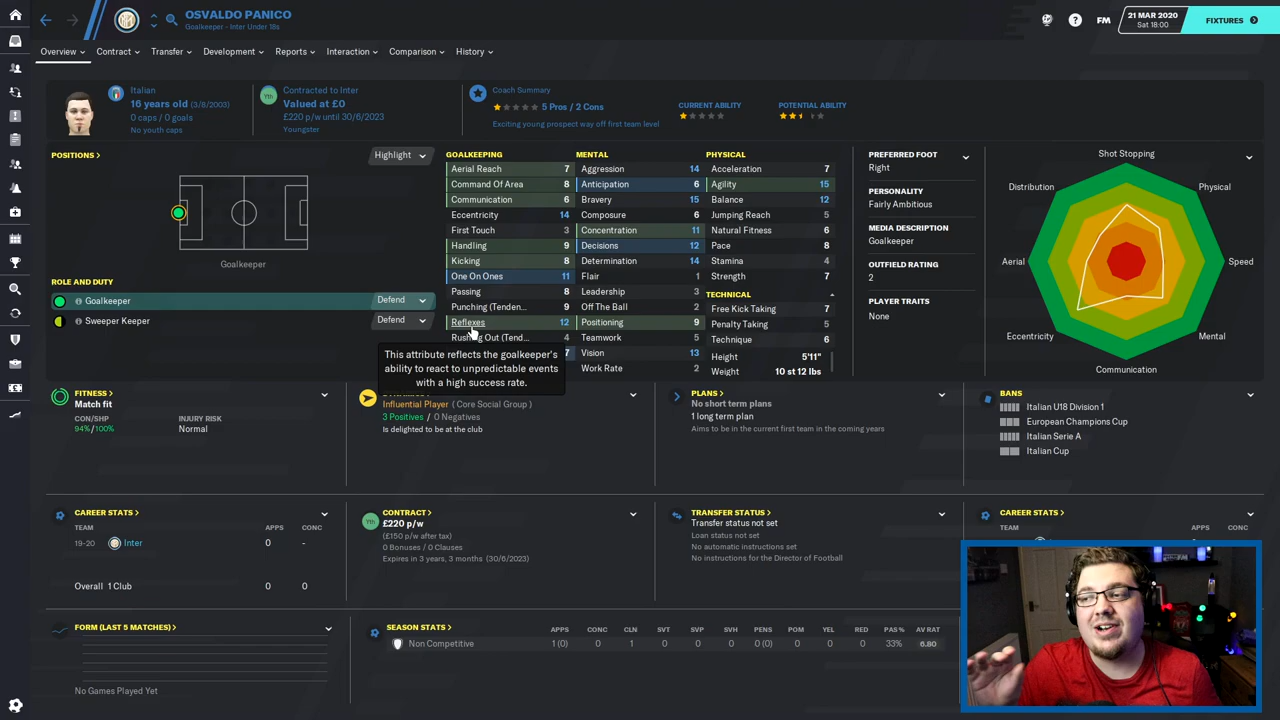 OSVALDO PANICO
Goalkeeper - Inter Under 18s
FM
21 MAR 2020
Sat 18:00
FIXTURES
Overview
Contract
Transfer
Development
Reports
Interaction
Comparison
History
Italian
16 years old (3/8/2003)
0 caps / 0 goals
No youth caps
Yth
Contracted to Inter
Valued at £0
£220 p/w until 30/6/2023
Youngster
Coach Summary
5 Pros / 2 Cons
Exciting young prospect way off first team level
CURRENT ABILITY
POTENTIAL ABILITY
POSITIONS >
Highlight
Goalkeeper
ROLE AND DUTY
Goalkeeper Defend
Sweeper Keeper Defend
GOALKEEPING
Aerial Reach 7
Command Of Area 8
Communication 6
Eccentricity 14
First Touch 3
Handling 9
Kicking 8
One On Ones 11
Passing 8
Punching (Tenden... 9
Reflexes 12
Rushing Out (Tend... 4
7
This attribute reflects the goalkeeper's
ability to react to unpredictable events
with a high success rate.
MENTAL
Aggression 14
Anticipation 6
Bravery 15
Composure 6
Concentration 11
Decisions 12
Determination 14
Flair 1
Leadership 3
Off The Ball 2
Positioning 9
Teamwork 5
Vision 13
Work Rate 2
PHYSICAL
Acceleration 7
Agility 15
Balance 12
Jumping Reach 5
Natural Fitness 6
Pace 8
Stamina 4
Strength 7
TECHNICAL
Free Kick Taking 7
Penalty Taking 5
Technique 6
Height 5'11"
Weight 10 st 12 lbs
PREFERRED FOOT
Right
PERSONALITY
Fairly Ambitious
MEDIA DESCRIPTION
Goalkeeper
OUTFIELD RATING
2
PLAYER TRAITS
None
Shot Stopping
Physical
Speed
Mental
Communication
Eccentricity
Aerial
Distribution
FITNESS >
Match fit
CON/SHP
94%/100%
INJURY RISK
Normal
Influential Player ( Core Social Group )
3 Positives / 0 Negatives
Is delighted to be at the club
PLANS >
No short term plans
1 long term plan
Aims to be in the current first team in the coming years
BANS
Italian U18 Division 1
European Champions Cup
Italian Serie A
Italian Cup
CAREER STATS >
TEAM APPS CONC
19-20 Inter 0 -
Overall 1 Club 0 0
CONTRACT >
Yth
£220 p/w
(£150 p/w after tax)
0 Bonuses / 0 Clauses
Expires in 3 years, 3 months (30/6/2023)
TRANSFER STATUS >
Transfer status not set
Loan status not set
No automatic instructions set
No instructions for the Director of Football
CAREER STATS >
TEAM APPS CONC
FORM (LAST 5 MATCHES) >
No Games Played Yet
SEASON STATS >
APPS CONC CLN SVT SVP SVH PENS POM YEL RED PAS % AV RAT
Non Competitive 1 (0) 0 1 0 0 0 0 (0) 0 0 0 33% 6.80